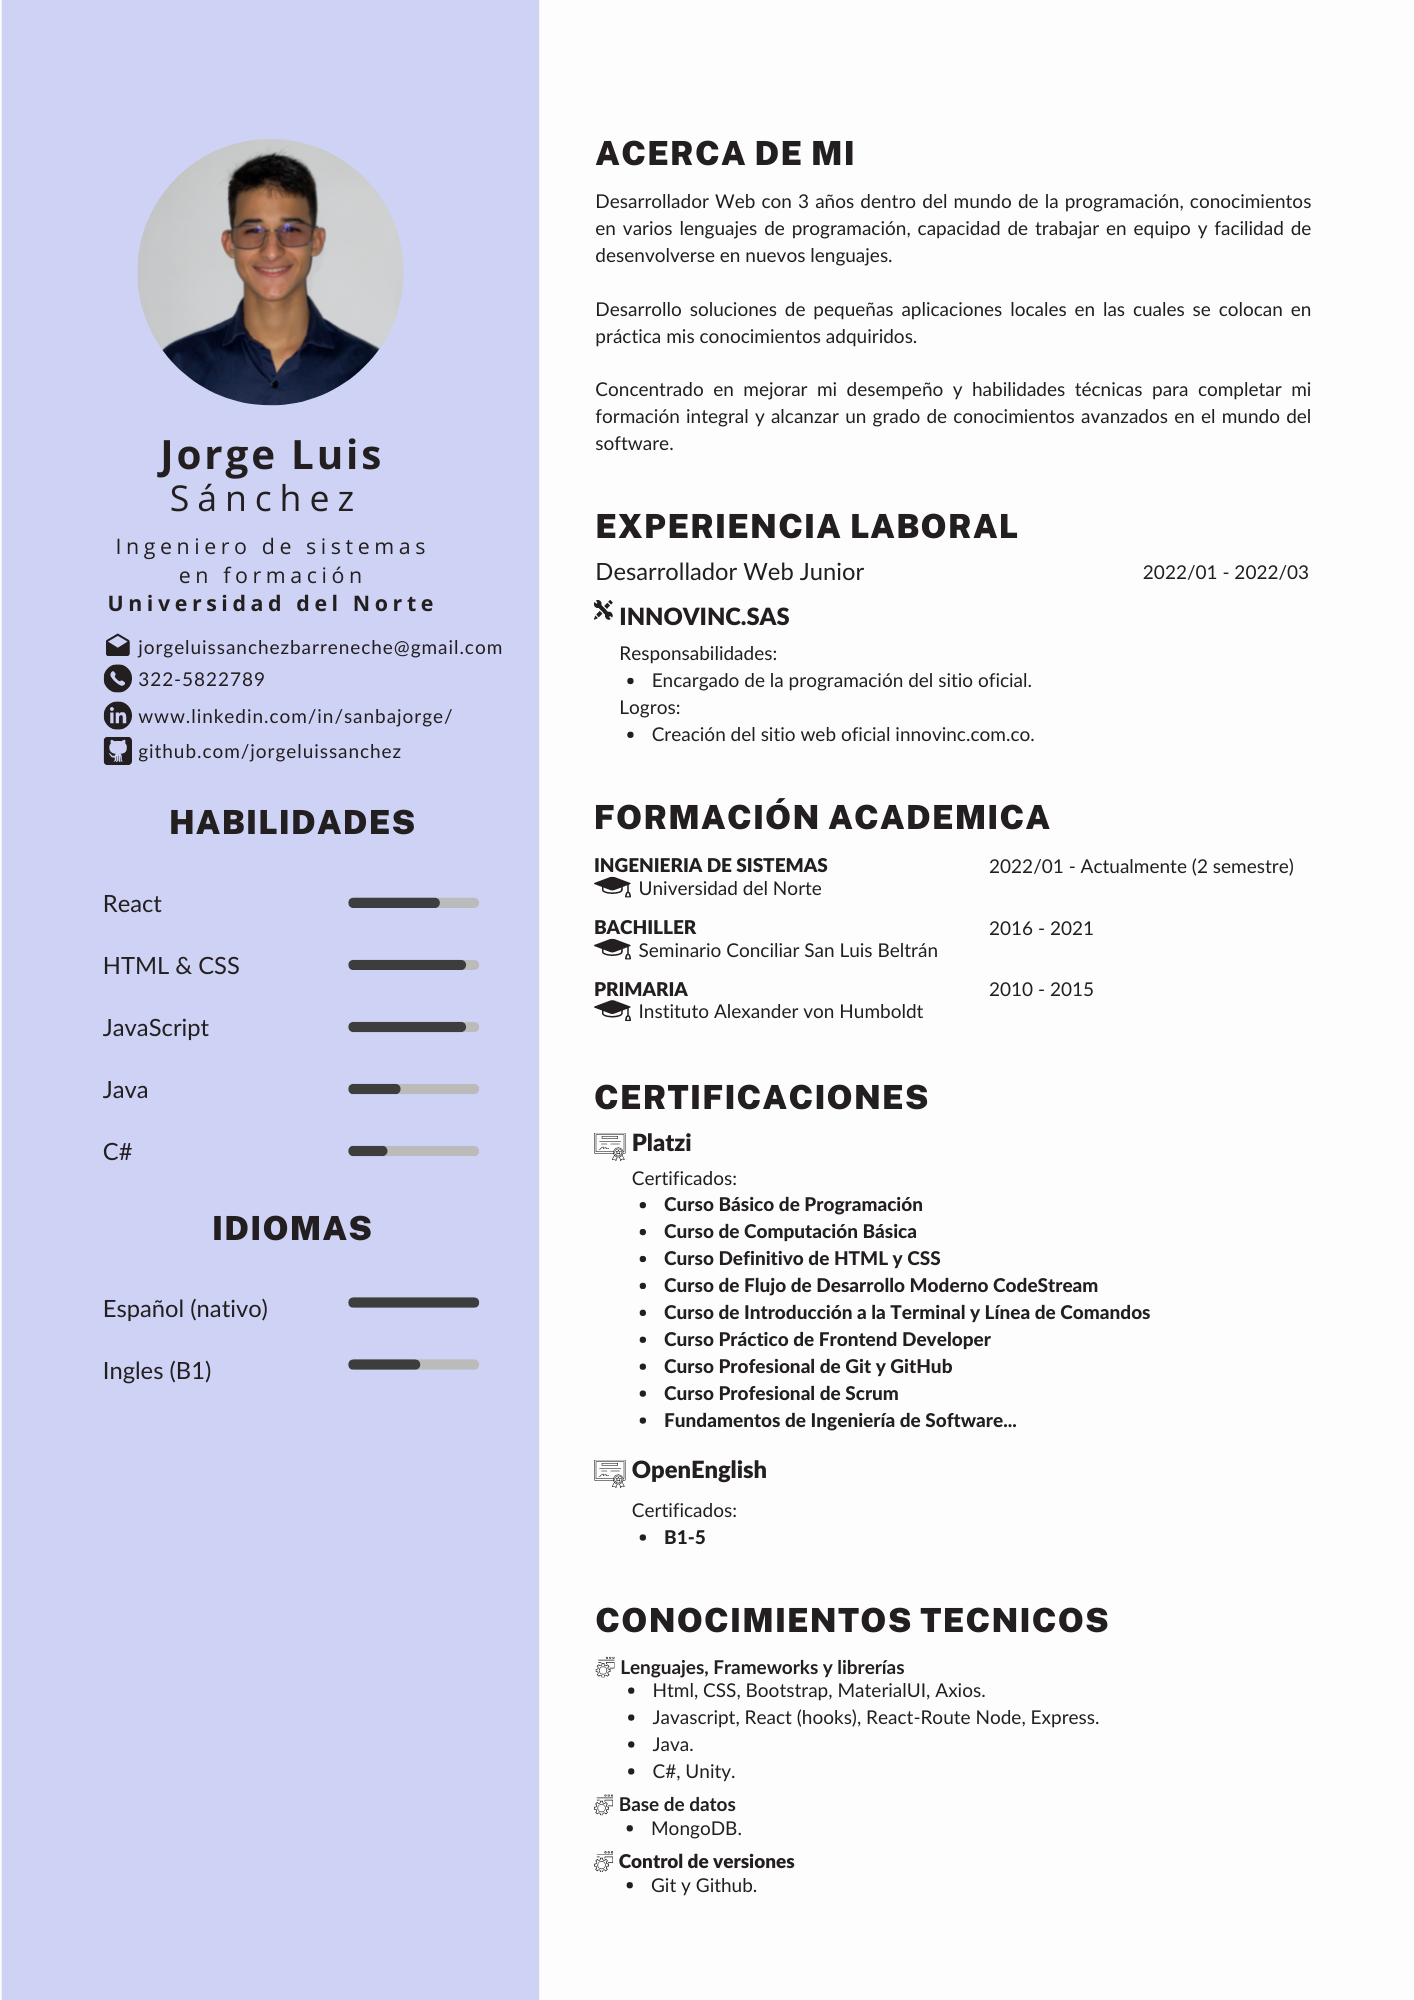 Jorge Luis
Sánchez
Ingeniero de sistemas
en formación
Universidad del Norte
jorgeluissanchezbarreneche@gmail.com
322-5822789
www.linkedin.com/in/sanbajorge/
github.com/jorgeluissanchez
HABILIDADES
React
HTML & CSS
JavaScript
Java
C#
IDIOMAS
Español (nativo)
Ingles (B1)
ACERCA DE MI
Desarrollador Web con 3 años dentro del mundo de la programación, conocimientos
en varios lenguajes de programación, capacidad de trabajar en equipo y facilidad de
desenvolverse en nuevos lenguajes.
Desarrollo soluciones de pequeñas aplicaciones locales en las cuales se colocan en
práctica mis conocimientos adquiridos.
Concentrado en mejorar mi desempeño y habilidades técnicas para completar mi
formación integral y alcanzar un grado de conocimientos avanzados en el mundo del
software.
EXPERIENCIA LABORAL
Desarrollador Web Junior 2022/01 - 2022/03
INNOVINC.SAS
Responsabilidades:
• Encargado de la programación del sitio oficial.
Logros:
• Creación del sitio web oficial innovinc.com.co.
FORMACIÓN ACADEMICA
INGENIERIA DE SISTEMAS 2022/01 - Actualmente (2 semestre)
Universidad del Norte
BACHILLER 2016 - 2021
Seminario Conciliar San Luis Beltrán
PRIMARIA 2010 - 2015
Instituto Alexander von Humboldt
CERTIFICACIONES
Platzi
Certificados:
• Curso Básico de Programación
• Curso de Computación Básica
• Curso Definitivo de HTML y CSS
• Curso de Flujo de Desarrollo Moderno CodeStream
• Curso de Introducción a la Terminal y Línea de Comandos
• Curso Práctico de Frontend Developer
• Curso Profesional de Git y GitHub
• Curso Profesional de Scrum
• Fundamentos de Ingeniería de Software...
OpenEnglish
Certificados:
• B1-5
CONOCIMIENTOS TECNICOS
Lenguajes, Frameworks y librerías
• Html, CSS, Bootstrap, MaterialUI, Axios.
• Javascript, React (hooks), React-Route Node, Express.
• Java.
• C#, Unity.
Base de datos
• MongoDB.
Control de versiones
• Git y Github.